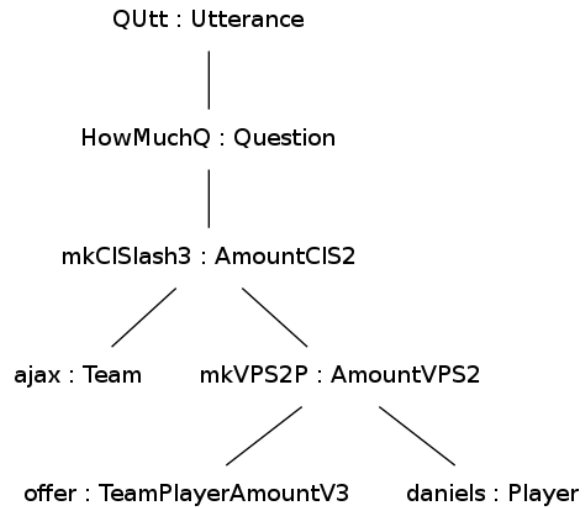 QUtt : Utterance
HowMuchQ : Question
mkClSlash3 : AmountClS2
ajax : Team mkVPS2P : AmountVPS2
offer : TeamPlayerAmountV3 daniels : Player